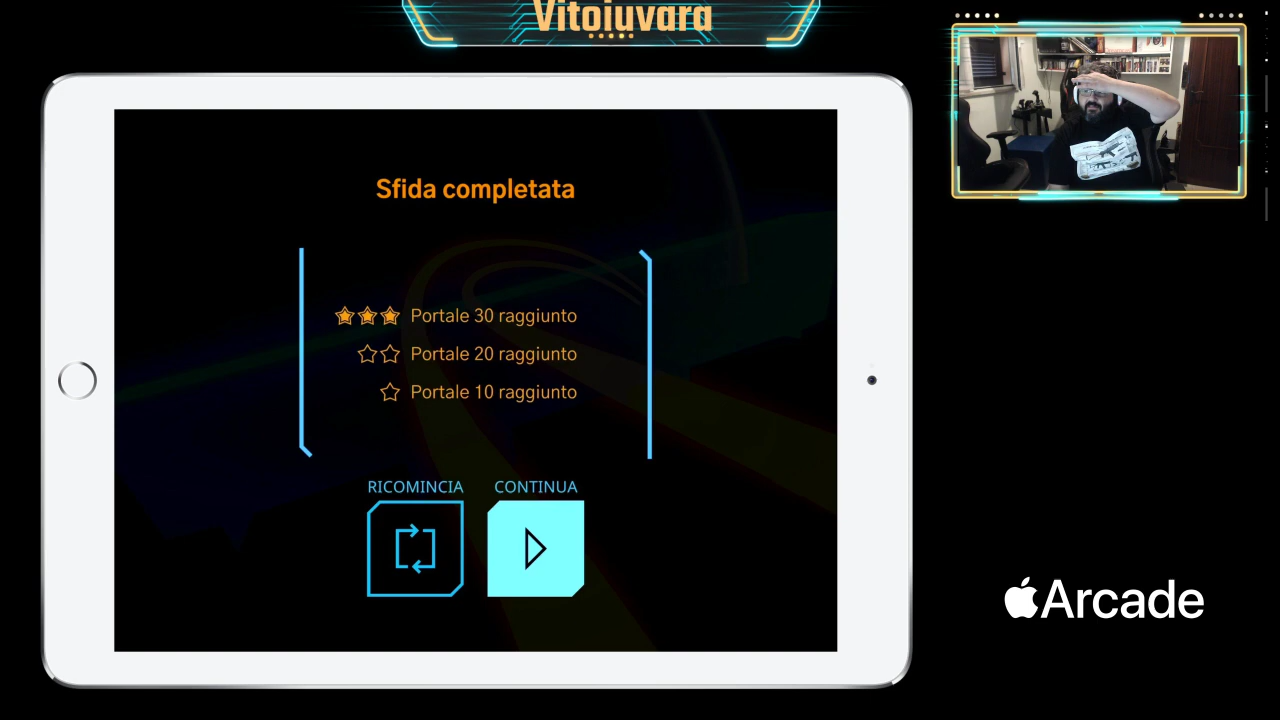 Vitoiuvara
Sfida completata
Portale 30 raggiunto
Portale 20 raggiunto
Portale 10 raggiunto
RICOMINCIA CONTINUA
Arcade